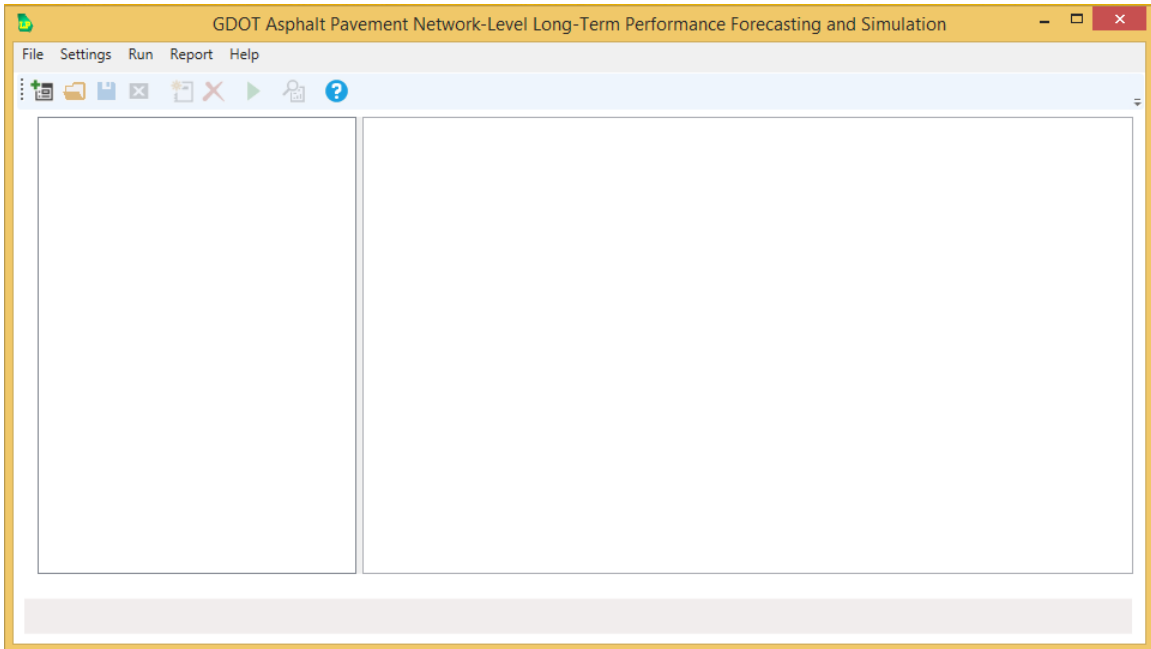 GDOT Asphalt Pavement Network-Level Long-Term Performance Forecasting and Simulation
File Settings Run Report Help